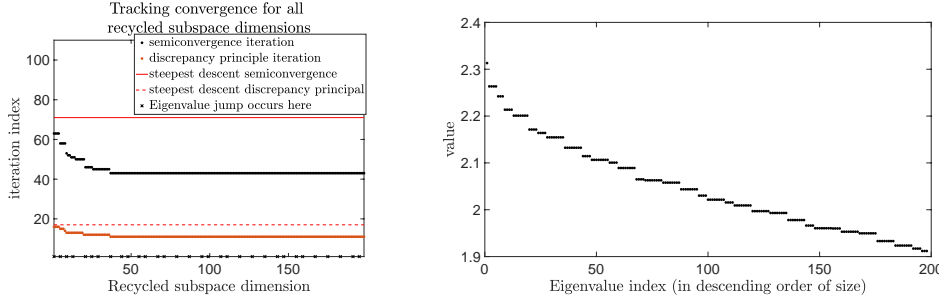 Tracking convergence for all
recycled subspace dimensions
semiconvergence iteration
discrepancy principle iteration
steepest descent semiconvergence
steepest descent discrepancy principal
Eigenvalue jump occurs here
iteration index
100
80
60
40
20
50
100
150
Recycled subspace dimension
2.4
2.3
2.2
2.1
2
1.9
value
0
50
100
150
200
Eigenvalue index (in descending order of size)